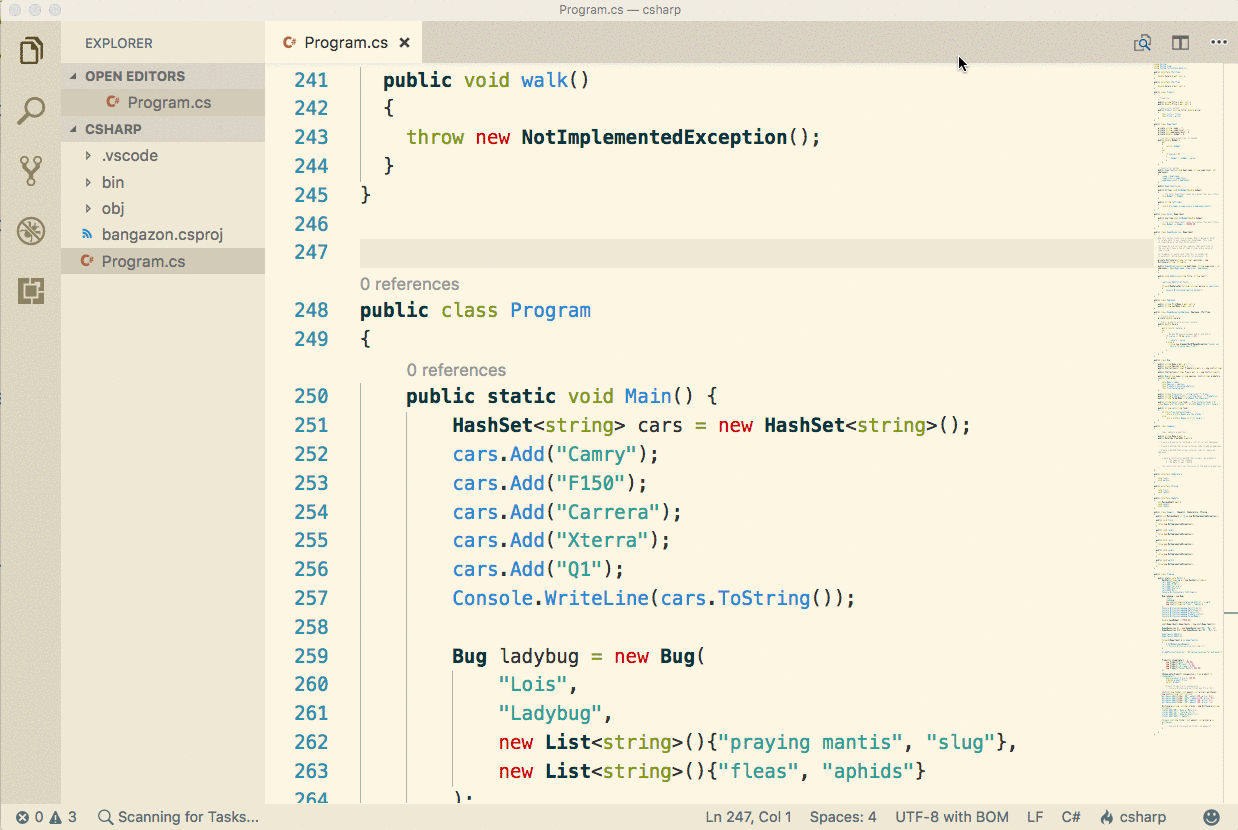 Program.cs — csharp
EXPLORER
OPEN EDITORS
C# Program.cs
CSHARP
.vscode
bin
obj
bangazon.csproj
C# Program.cs
C# Program.cs ×
241 public void walk()
242 {
243 throw new NotImplementedException();
244 }
245 }
246
247
0 references
248 public class Program
249 {
0 references
250 public static void Main() {
251 HashSet<string> cars = new HashSet<string>();
252 cars.Add("Camry");
253 cars.Add("F150");
254 cars.Add("Carrera");
255 cars.Add("Xterra");
256 cars.Add("Q1");
257 Console.WriteLine(cars.ToString());
258
259 Bug ladybug = new Bug(
260 "Lois",
261 "Ladybug",
262 new List<string>(){"praying mantis", "slug"},
263 new List<string>(){"fleas", "aphids"}
264 );
0 3 Scanning for Tasks... Ln 247, Col 1 Spaces: 4 UTF-8 with BOM LF C# csharp